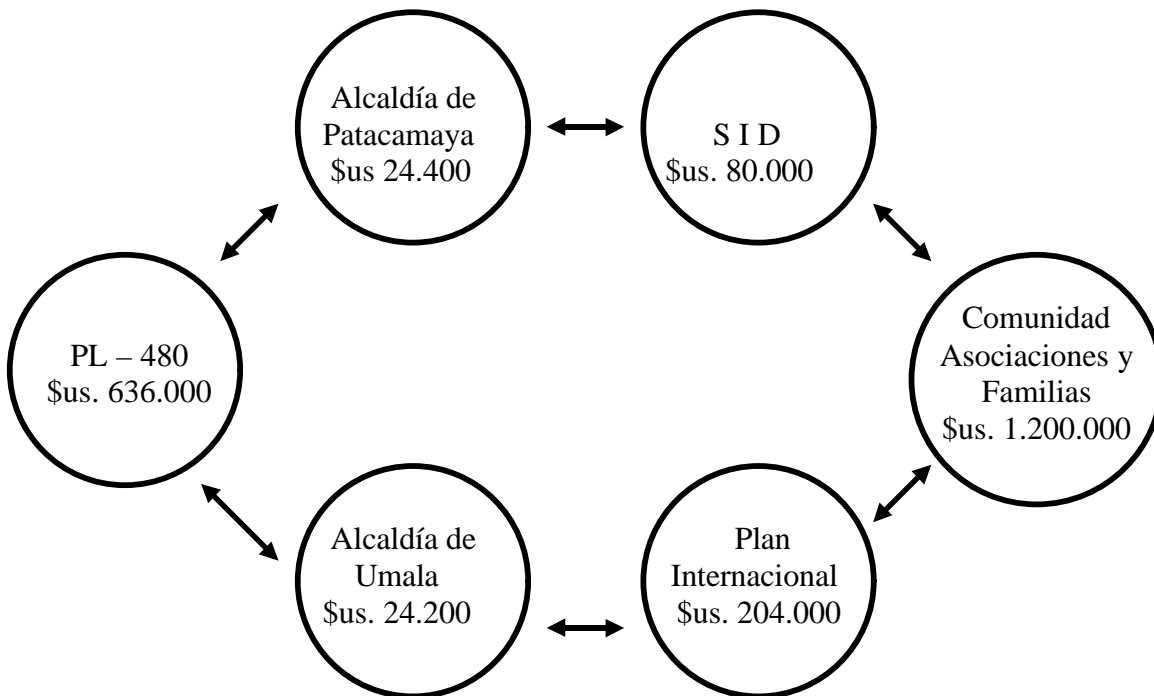 Alcaldía de
Patacamaya
$us 24.400
S I D
$us. 80.000
PL – 480
$us. 636.000
Comunidad
Asociaciones y
Familias
$us. 1.200.000
Alcaldía de
Umala
$us. 24.200
Plan
Internacional
$us. 204.000